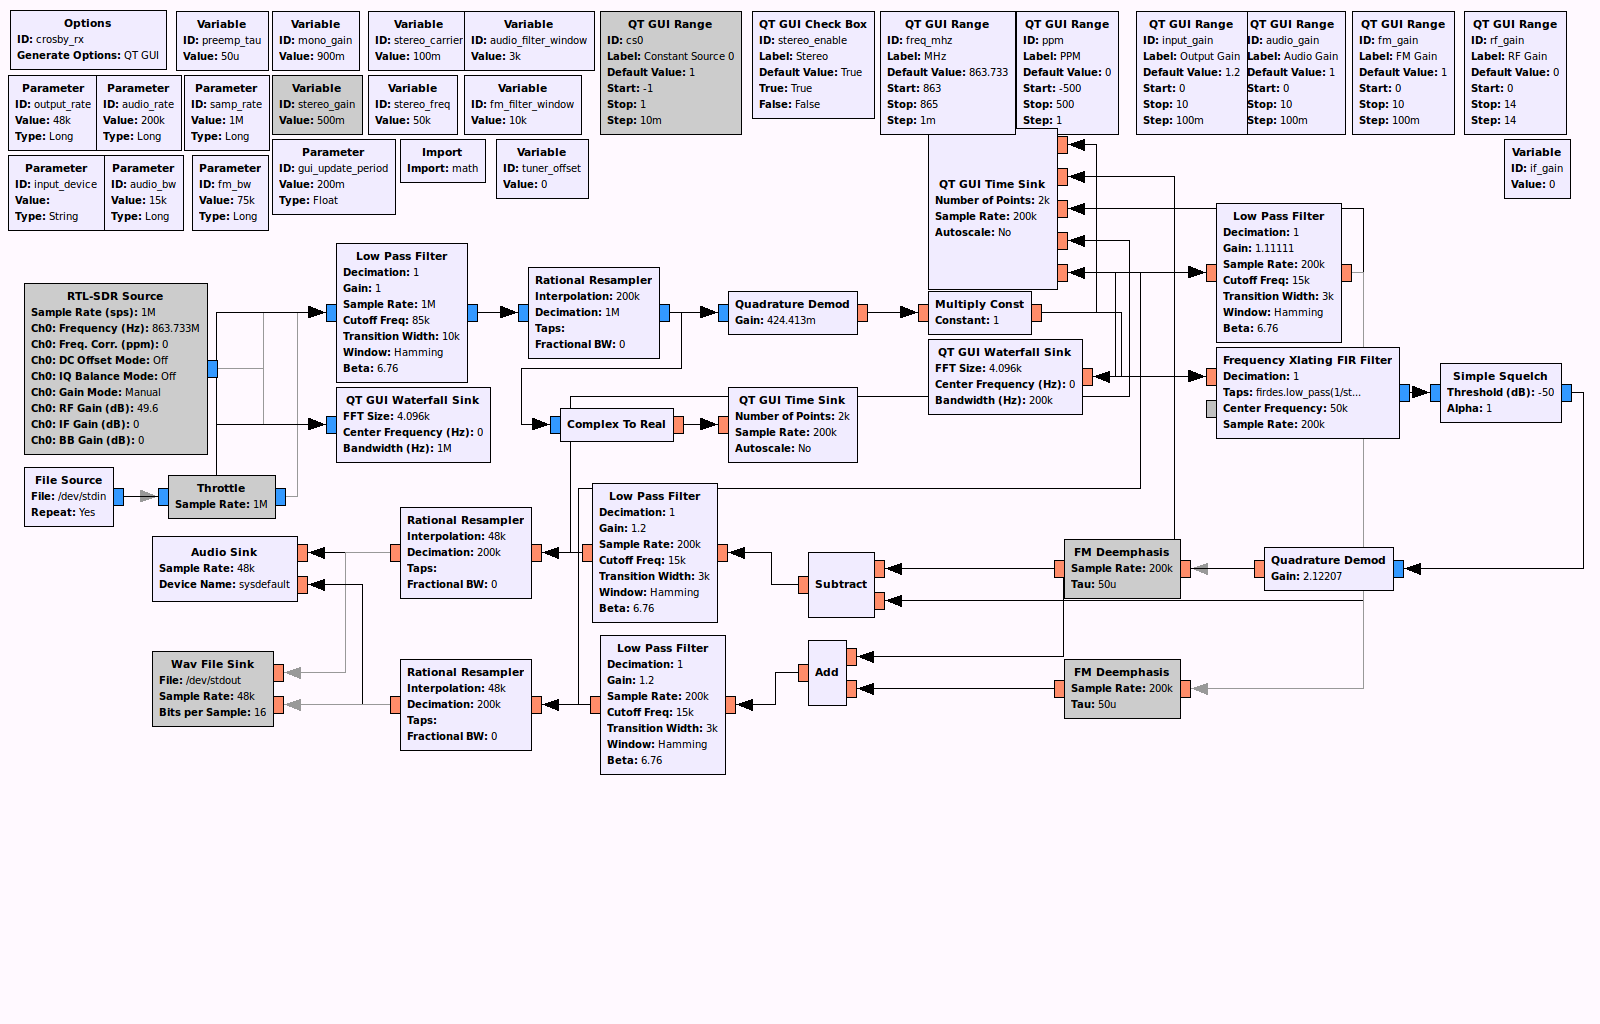 Options
ID: crosby_rx
Generate Options: QT GUI
Variable
ID: preemp_tau
Value: 50u
Variable
ID: mono_gain
Value: 900m
Variable
ID: stereo_carrier
Value: 100m
Variable
ID: audio_filter_window
Value: 3k
QT GUI Range
ID: cs0
Label: Constant Source 0
Default Value: 1
Start: -1
Stop: 1
Step: 10m
QT GUI Check Box
ID: stereo_enable
Label: Stereo
Default Value: True
True: True
False: False
QT GUI Range
ID: freq_mhz
Label: MHz
Default Value: 863.733
Start: 863
Stop: 865
Step: 1m
QT GUI Range
ID: ppm
Label: PPM
Default Value: 0
Start: -500
Stop: 500
Step: 1
QT GUI Range
ID: input_gain
Label: Output Gain
Default Value: 1.2
Start: 0
Stop: 10
Step: 100m
QT GUI Range
ID: audio_gain
Label: Audio Gain
Default Value: 1
Start: 0
Stop: 10
Step: 100m
QT GUI Range
ID: fm_gain
Label: FM Gain
Default Value: 1
Start: 0
Stop: 10
Step: 100m
QT GUI Range
ID: rf_gain
Label: RF Gain
Default Value: 0
Start: 0
Stop: 14
Step: 14
Parameter
ID: output_rate
Value: 48k
Type: Long
Parameter
ID: audio_rate
Value: 200k
Type: Long
Parameter
ID: samp_rate
Value: 1M
Type: Long
Variable
ID: stereo_gain
Value: 500m
Variable
ID: stereo_freq
Value: 50k
Variable
ID: fm_filter_window
Value: 10k
Parameter
ID: input_device
Value:
Type: String
Parameter
ID: audio_bw
Value: 15k
Type: Long
Parameter
ID: fm_bw
Value: 75k
Type: Long
Parameter
ID: gui_update_period
Value: 200m
Type: Float
Import
Import: math
Variable
ID: tuner_offset
Value: 0
Variable
ID: if_gain
Value: 0
QT GUI Time Sink
Number of Points: 2k
Sample Rate: 200k
Autoscale: No
Low Pass Filter
Decimation: 1
Gain: 1.11111
Sample Rate: 200k
Cutoff Freq: 15k
Transition Width: 3k
Window: Hamming
Beta: 6.76
RTL-SDR Source
Sample Rate (sps): 1M
Ch0: Frequency (Hz): 863.733M
Ch0: Freq. Corr. (ppm): 0
Ch0: DC Offset Mode: Off
Ch0: IQ Balance Mode: Off
Ch0: Gain Mode: Manual
Ch0: RF Gain (dB): 49.6
Ch0: IF Gain (dB): 0
Ch0: BB Gain (dB): 0
Low Pass Filter
Decimation: 1
Gain: 1
Sample Rate: 1M
Cutoff Freq: 85k
Transition Width: 10k
Window: Hamming
Beta: 6.76
Rational Resampler
Interpolation: 200k
Decimation: 1M
Taps:
Fractional BW: 0
Quadrature Demod
Gain: 424.413m
Multiply Const
Constant: 1
QT GUI Waterfall Sink
FFT Size: 4.096k
Center Frequency (Hz): 0
Bandwidth (Hz): 200k
Frequency Xlating FIR Filter
Decimation: 1
Taps: firdes.low_pass(1/st...
Center Frequency: 50k
Sample Rate: 200k
Simple Squelch
Threshold (dB): -50
Alpha: 1
QT GUI Waterfall Sink
FFT Size: 4.096k
Center Frequency (Hz): 0
Bandwidth (Hz): 1M
Complex To Real
QT GUI Time Sink
Number of Points: 2k
Sample Rate: 200k
Autoscale: No
File Source
File: /dev/stdin
Repeat: Yes
Throttle
Sample Rate: 1M
Audio Sink
Sample Rate: 48k
Device Name: sysdefault
Rational Resampler
Interpolation: 48k
Decimation: 200k
Taps:
Fractional BW: 0
Low Pass Filter
Decimation: 1
Gain: 1.2
Sample Rate: 200k
Cutoff Freq: 15k
Transition Width: 3k
Window: Hamming
Beta: 6.76
Subtract
FM Deemphasis
Sample Rate: 200k
Tau: 50u
Quadrature Demod
Gain: 2.12207
Wav File Sink
File: /dev/stdout
Sample Rate: 48k
Bits per Sample: 16
Rational Resampler
Interpolation: 48k
Decimation: 200k
Taps:
Fractional BW: 0
Low Pass Filter
Decimation: 1
Gain: 1.2
Sample Rate: 200k
Cutoff Freq: 15k
Transition Width: 3k
Window: Hamming
Beta: 6.76
Add
FM Deemphasis
Sample Rate: 200k
Tau: 50u